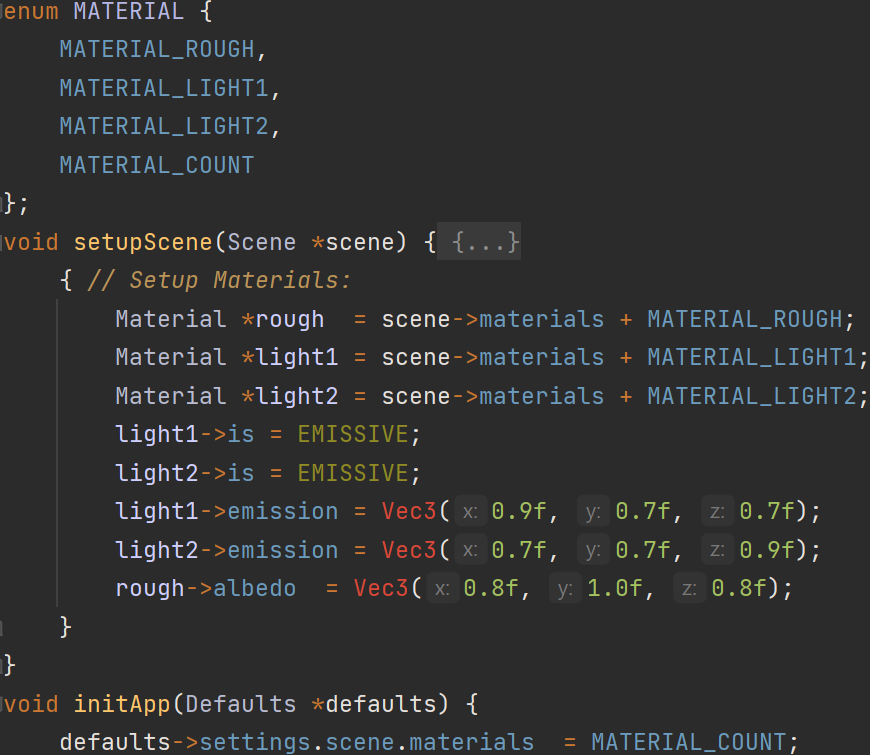 enum MATERIAL {
    MATERIAL_ROUGH,
    MATERIAL_LIGHT1,
    MATERIAL_LIGHT2,
    MATERIAL_COUNT
};
void setupScene(Scene *scene) { {...}
    { // Setup Materials:
        Material *rough  = scene->materials + MATERIAL_ROUGH;
        Material *light1 = scene->materials + MATERIAL_LIGHT1;
        Material *light2 = scene->materials + MATERIAL_LIGHT2;
        light1->is = EMISSIVE;
        light2->is = EMISSIVE;
        light1->emission = Vec3( x: 0.9f, y: 0.7f, z: 0.7f);
        light2->emission = Vec3( x: 0.7f, y: 0.7f, z: 0.9f);
        rough->albedo  = Vec3( x: 0.8f, y: 1.0f, z: 0.8f);
    }
}
void initApp(Defaults *defaults) {
    defaults->settings.scene.materials  = MATERIAL_COUNT;